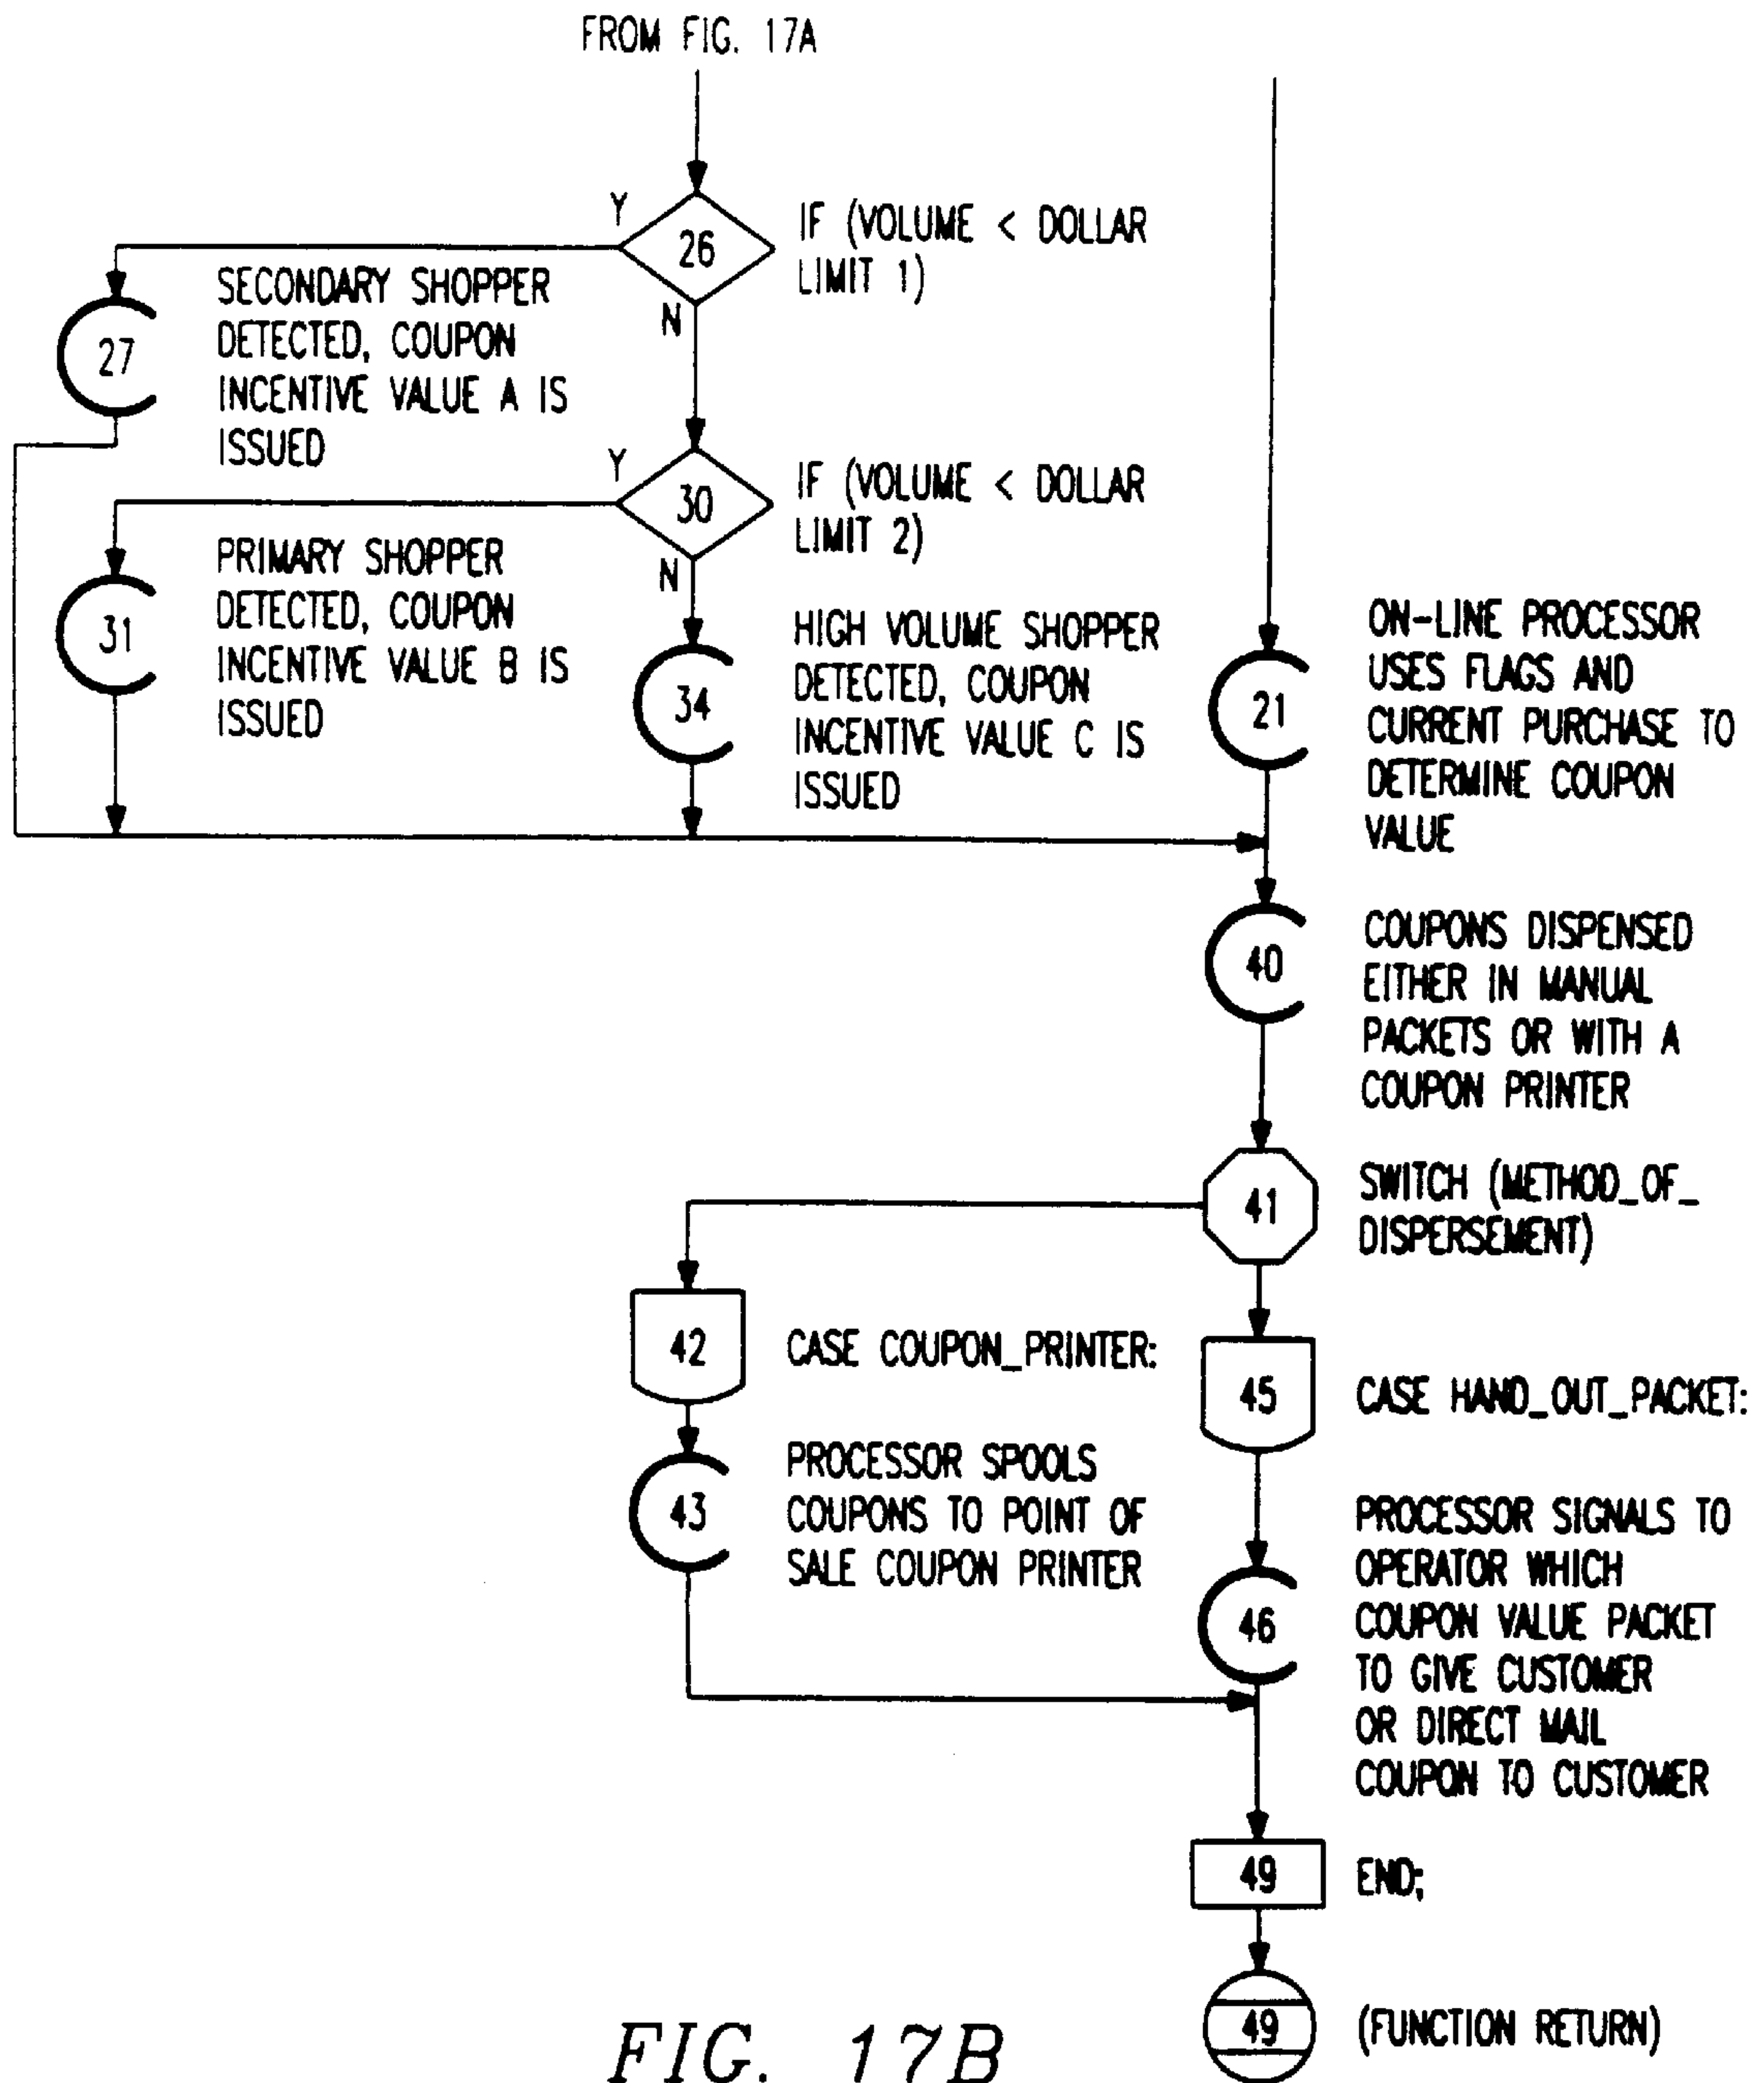 FROM FIG. 17A
Y
26
IF (VOLUME < DOLLAR
LIMIT 1)
N
27
SECONDARY SHOPPER
DETECTED, COUPON
INCENTIVE VALUE A IS
ISSUED
Y
30
IF (VOLUME < DOLLAR
LIMIT 2)
N
31
PRIMARY SHOPPER
DETECTED, COUPON
INCENTIVE VALUE B IS
ISSUED
34
HIGH VOLUME SHOPPER
DETECTED, COUPON
INCENTIVE VALUE C IS
ISSUED
21
ON-LINE PROCESSOR
USES FLAGS AND
CURRENT PURCHASE TO
DETERMINE COUPON
VALUE
40
COUPONS DISPENSED
EITHER IN MANUAL
PACKETS OR WITH A
COUPON PRINTER
41
SWITCH (METHOD_OF_
DISPERSEMENT)
42
CASE COUPON_PRINTER:
45
CASE HAND_OUT_PACKET:
43
PROCESSOR SPOOLS
COUPONS TO POINT OF
SALE COUPON PRINTER
46
PROCESSOR SIGNALS TO
OPERATOR WHICH
COUPON VALUE PACKET
TO GIVE CUSTOMER
OR DIRECT MAIL
COUPON TO CUSTOMER
49
END;
49
(FUNCTION RETURN)
FIG. 17B